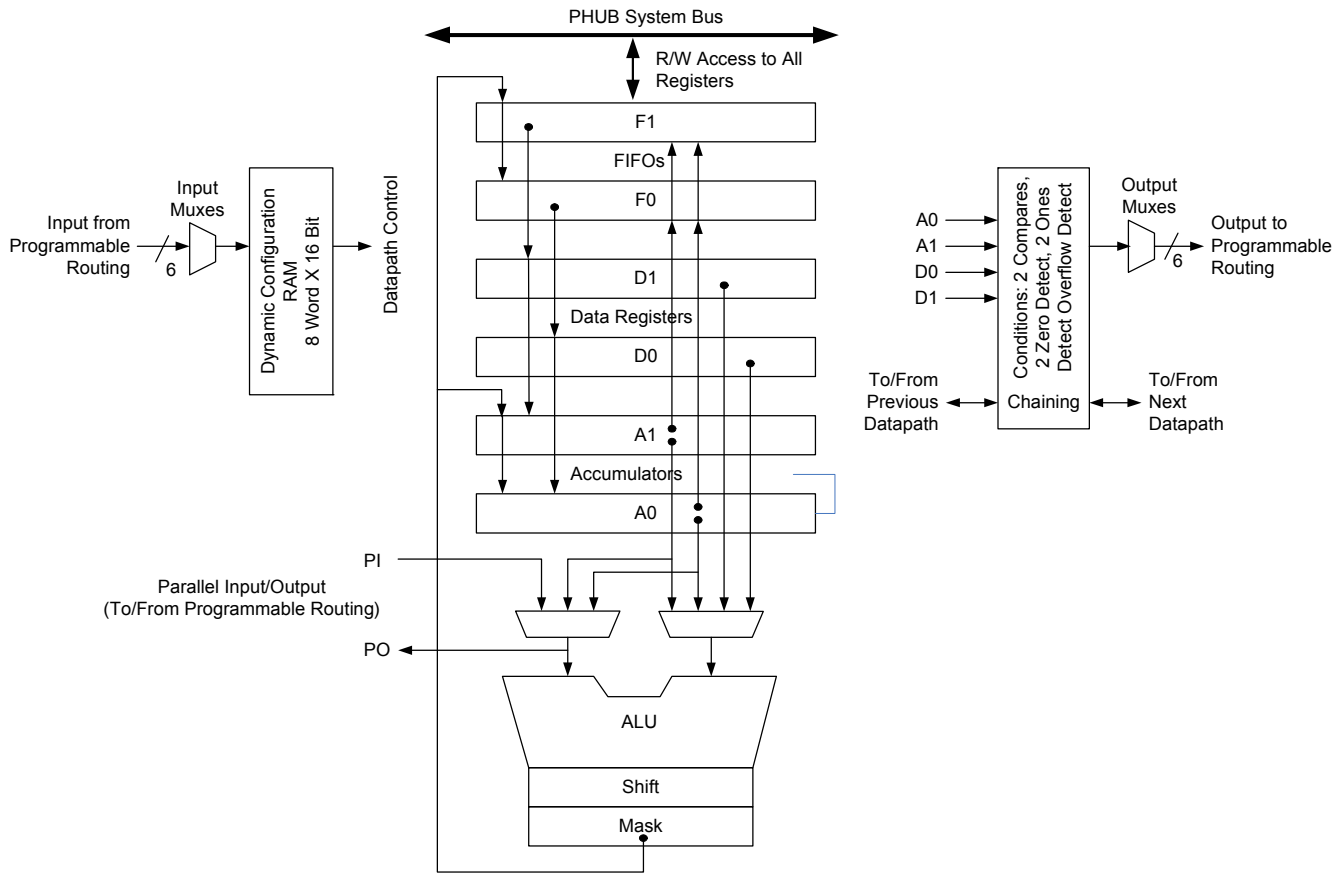 PHUB System Bus
R/W Access to All
Registers
F1
FIFOs
F0
D1
Data Registers
D0
A1
Accumulators
A0
Input from
Programmable
Routing
6
Input
Muxes
Dynamic Configuration
RAM
8 Word X 16 Bit
Datapath Control
A0
A1
D0
D1
Conditions: 2 Compares,
2 Zero Detect, 2 Ones
Detect Overflow Detect
Chaining
Output
Muxes
6
Output to
Programmable
Routing
To/From
Previous
Datapath
To/From
Next
Datapath
PI
Parallel Input/Output
(To/From Programmable Routing)
PO
ALU
Shift
Mask